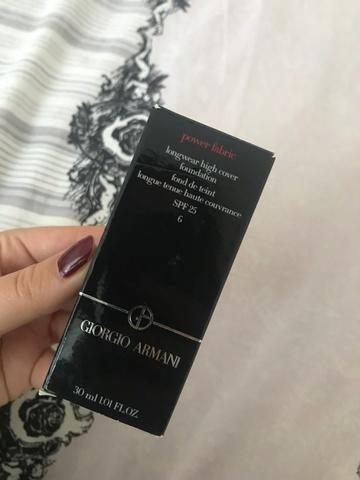 power fabric
longwear high cover
foundation
fond de teint
longue tenue haute couvrance
SPF 25
6
GIORGIO ARMANI
30 ml 1.01 FL.OZ